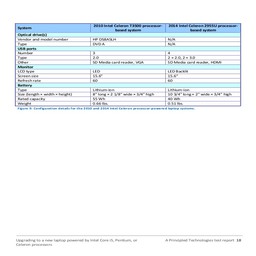 System 2010 Intel Celeron T3000 processor-based system 2014 Intel Celeron 2955U processor-based system
Optical drive(s)
Vendor and model number HP DS8A3LH N/A
Type DVD-R N/A
USB ports
Number 3 4
Type 2.0 2 × 2.0, 2 × 3.0
Other SD Media card reader, VGA SD Media card reader, HDMI
Monitor
LCD type LED LED Backlit
Screen size 15.6" 15.6"
Refresh rate 60 60
Battery
Type Lithium-ion Lithium-ion
Size (length × width × height) 8" long × 2 1/8" wide × 3/4" high 10 3/4" long × 2" wide × 3/4" high
Rated capacity 55 Wh 40 Wh
Weight 0.66 lbs. 0.51 lbs.
Figure 9: Configuration details for the 2010 and 2014 Intel Celeron processor-powered laptop systems.
Upgrading to a new laptop powered by Intel Core i5, Pentium, or Celeron processors
A Principled Technologies test report 18